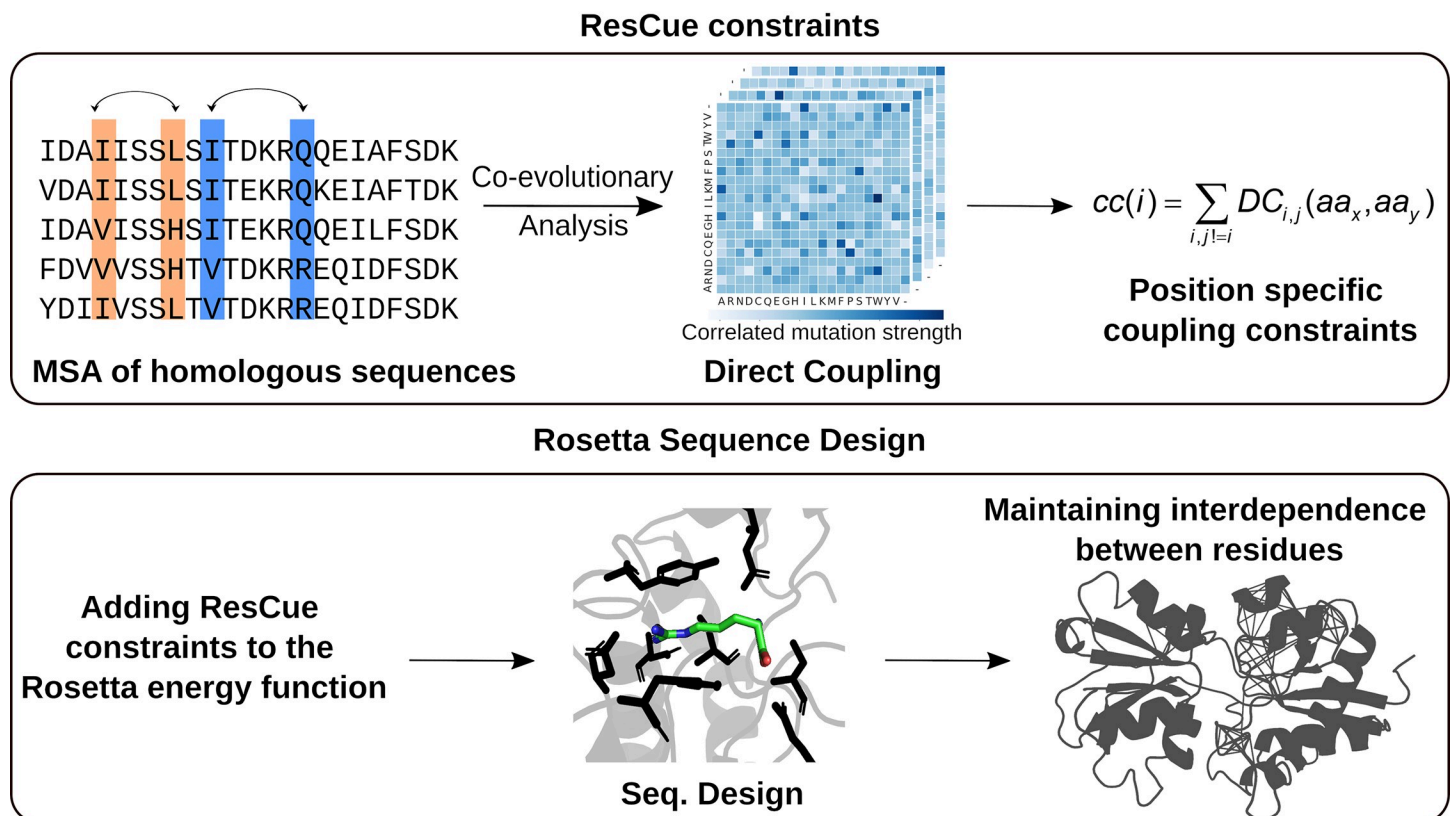 ResCue constraints
IDAIISSLSITDKRQQEIAFSDK
VDAIISSLSITEKRQKEIAFTDK
IDAVISSHSITDKRQQEILFSDK
FDVVVSSHTVTDKRREQIDFSDK
YDIIVSSLTVTDKRREQIDFSDK
MSA of homologous sequences
Co-evolutionary
Analysis
ARNDCQEGHILKMFPSTWYV-
ARNDCQEGHILKMFPSTWYV-
Correlated mutation strength
Direct Coupling
cc(i) = ∑ DC_{i,j}(aa_x,aa_y)
i,j!=i
Position specific
coupling constraints
Rosetta Sequence Design
Adding ResCue
constraints to the
Rosetta energy function
Seq. Design
Maintaining interdependence
between residues